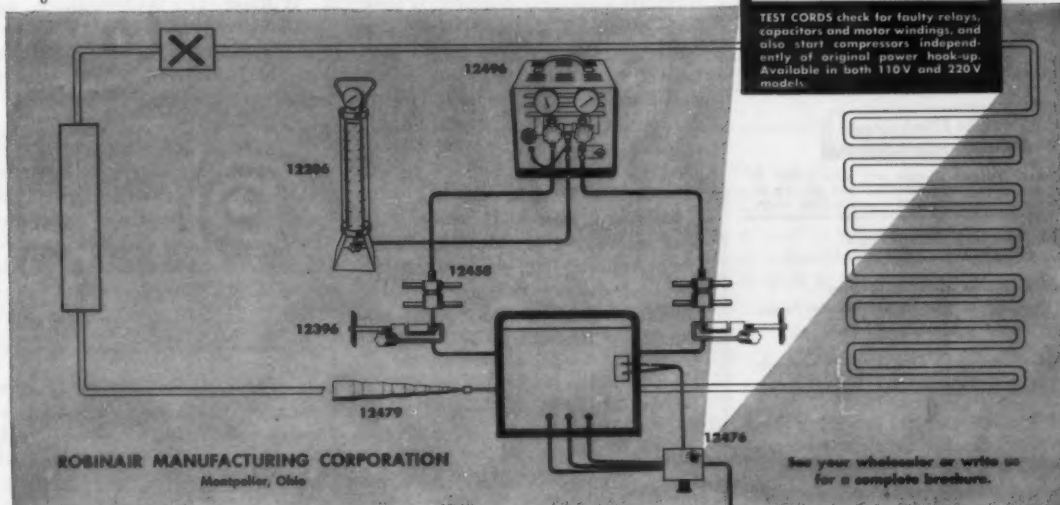 TEST CORDS check for faulty relays,
capacitors and motor windings, and
also start compressors independ-
ently of original power hook-up.
Available in both 110V and 220V
models.
12496
12286
12458
12396
12479
12476
ROBINAIR MANUFACTURING CORPORATION
Montpelier, Ohio
See your wholesaler or write us
for a complete brochure.